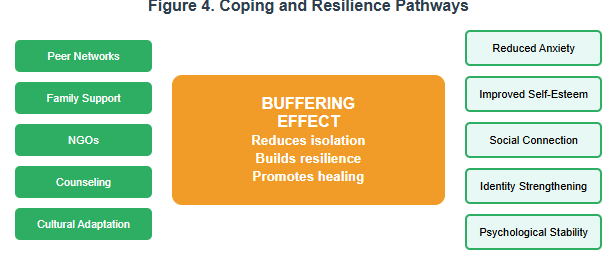 Figure 4. Coping and Resilience Pathways
Peer Networks
Family Support
NGOs
Counseling
Cultural Adaptation
BUFFERING
EFFECT
Reduces isolation
Builds resilience
Promotes healing
Reduced Anxiety
Improved Self-Esteem
Social Connection
Identity Strengthening
Psychological Stability